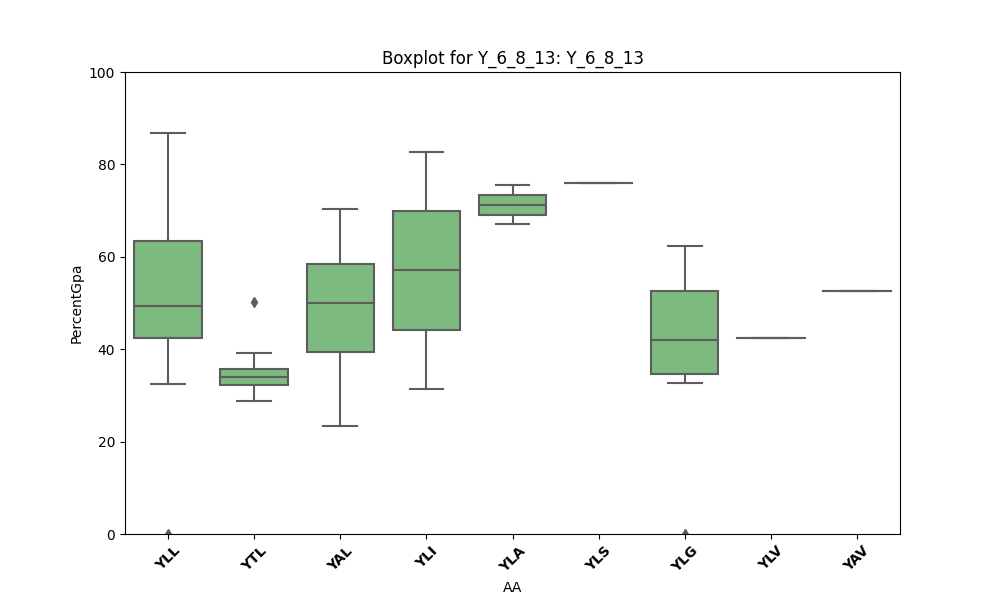 Boxplot for Y_6_8_13: Y_6_8_13
100
80
60
40
20
0
PercentGpa
YLL
YTL
YAL
YLI
YLA
YLS
YLG
YLV
YAV
AA